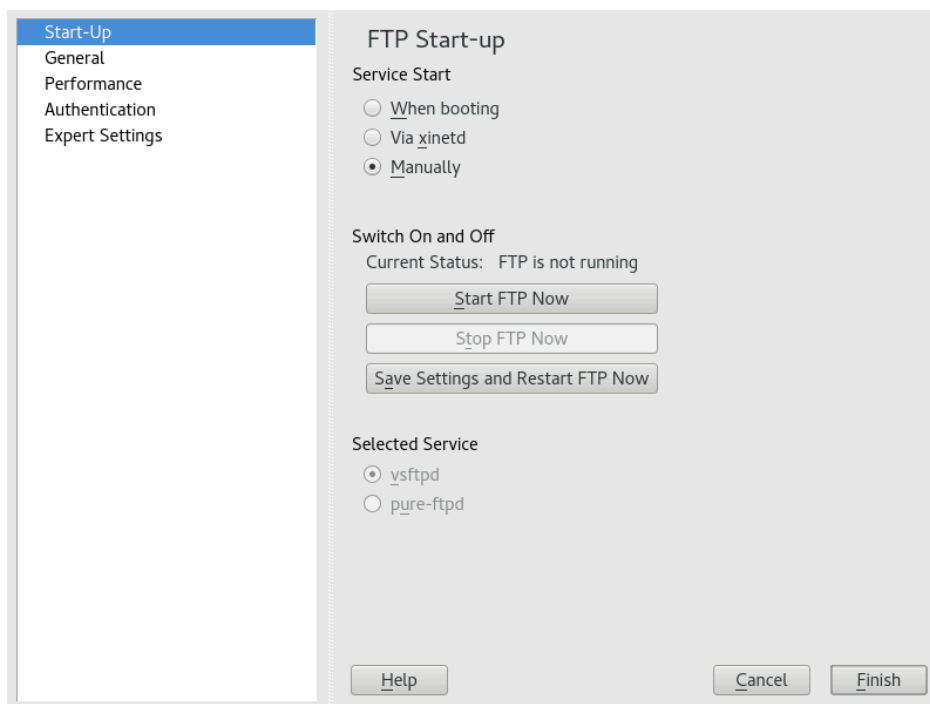 Start-Up
General
Performance
Authentication
Expert Settings
FTP Start-up
Service Start
When booting
Via xinetd
Manually
Switch On and Off
Current Status: FTP is not running
Start FTP Now
Stop FTP Now
Save Settings and Restart FTP Now
Selected Service
vsftpd
pure-ftpd
Help
Cancel
Finish